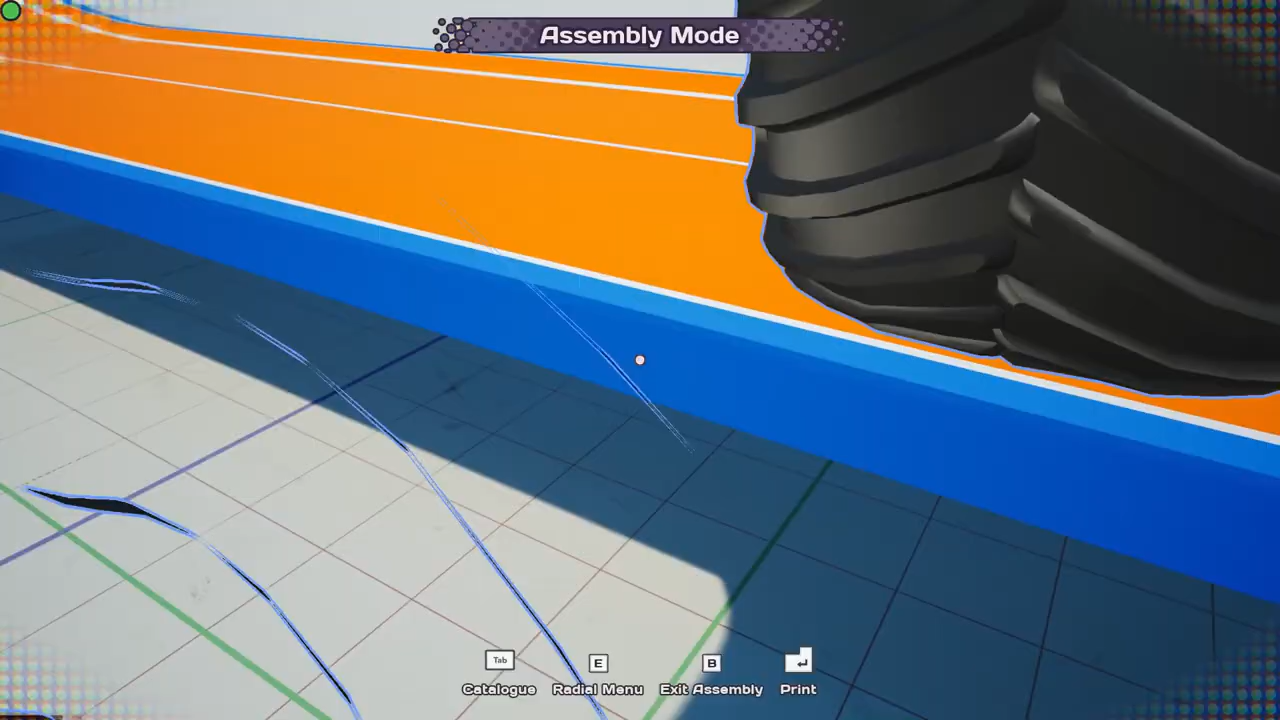 Assembly Mode
Tab
E
B
Catalogue
Radial Menu
Exit Assembly
Print